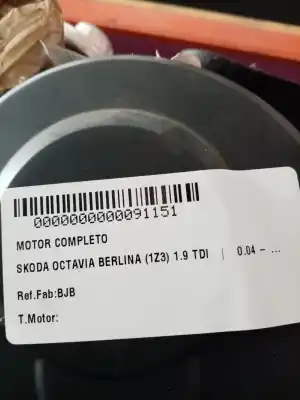 0000000000091151
MOTOR COMPLETO
SKODA OCTAVIA BERLINA (1Z3) 1.9 TDI | 0.04 - ...
Ref.Fab:BJB
T.Motor: